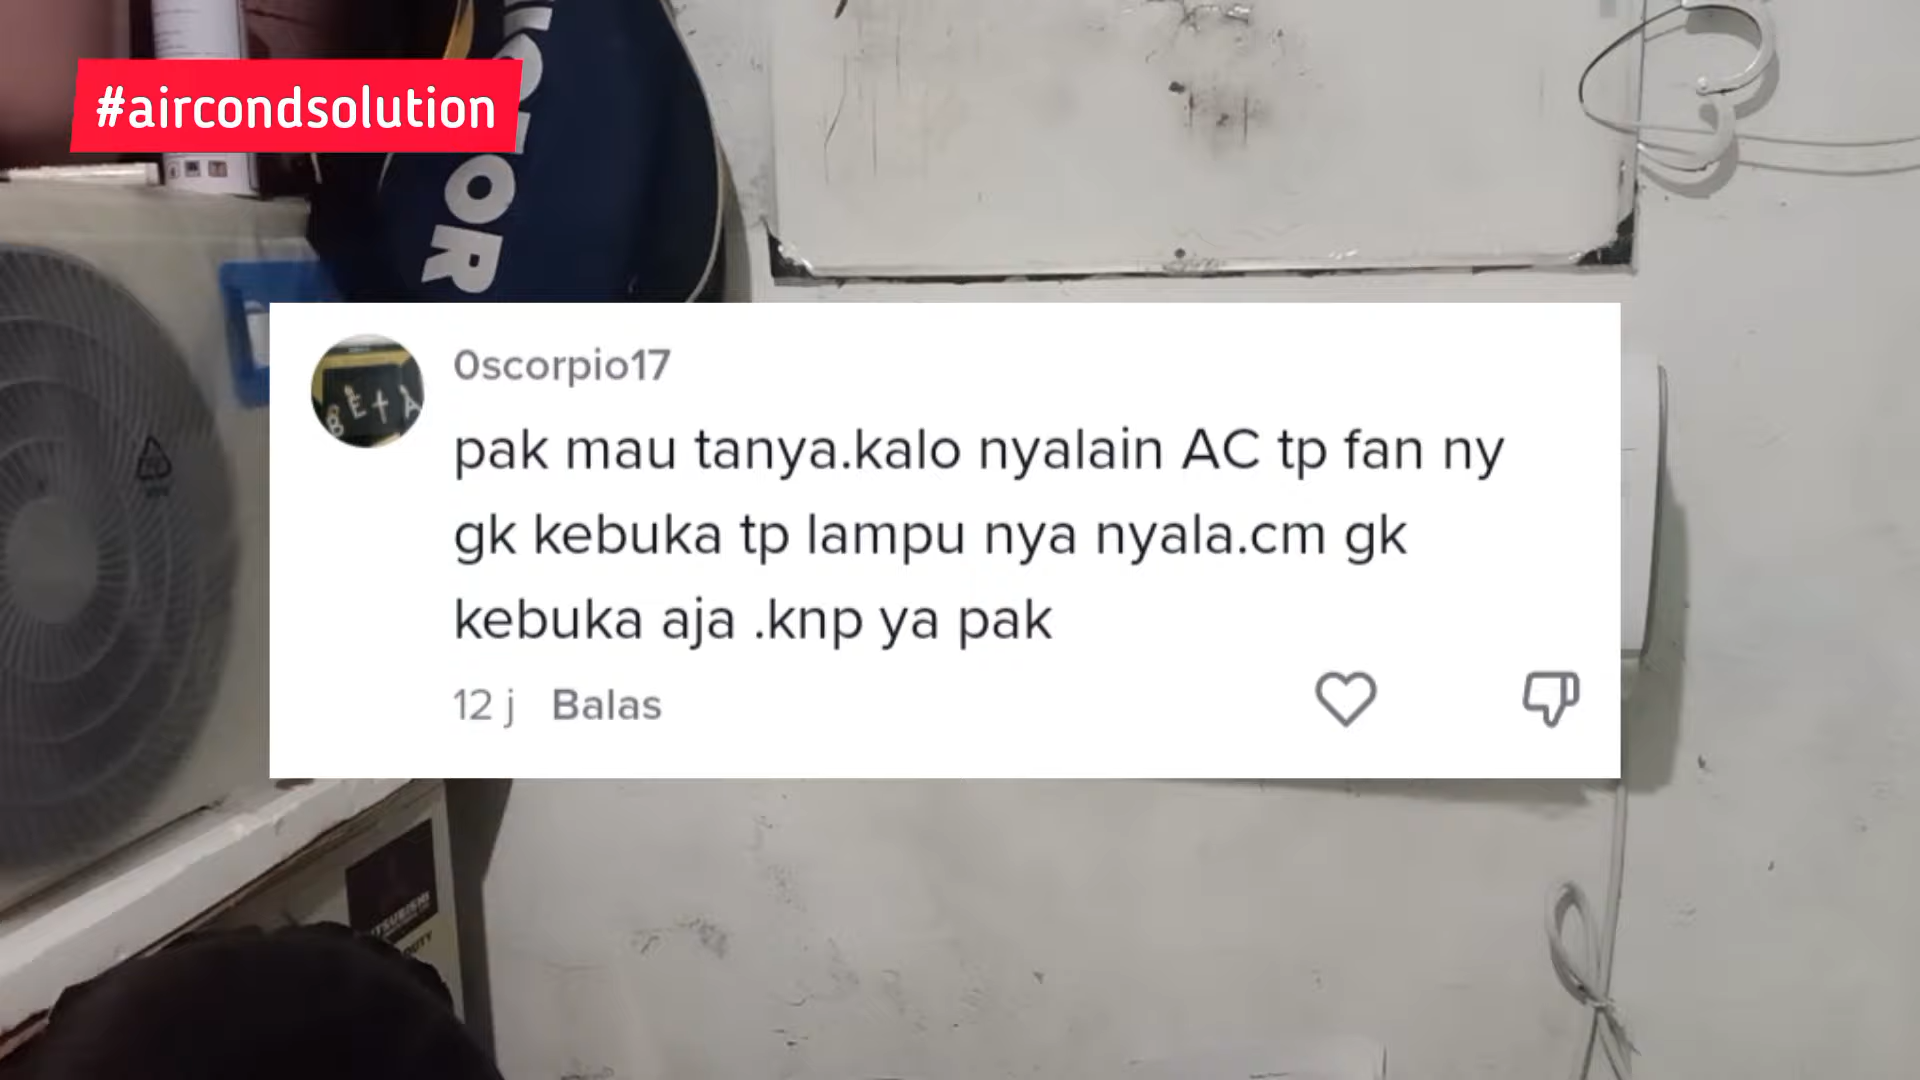 #aircondsolution
OR
0scorpio17
pak mau tanya.kalo nyalain AC tp fan ny
gk kebuka tp lampu nya nyala.cm gk
kebuka aja .knp ya pak
12 j Balas